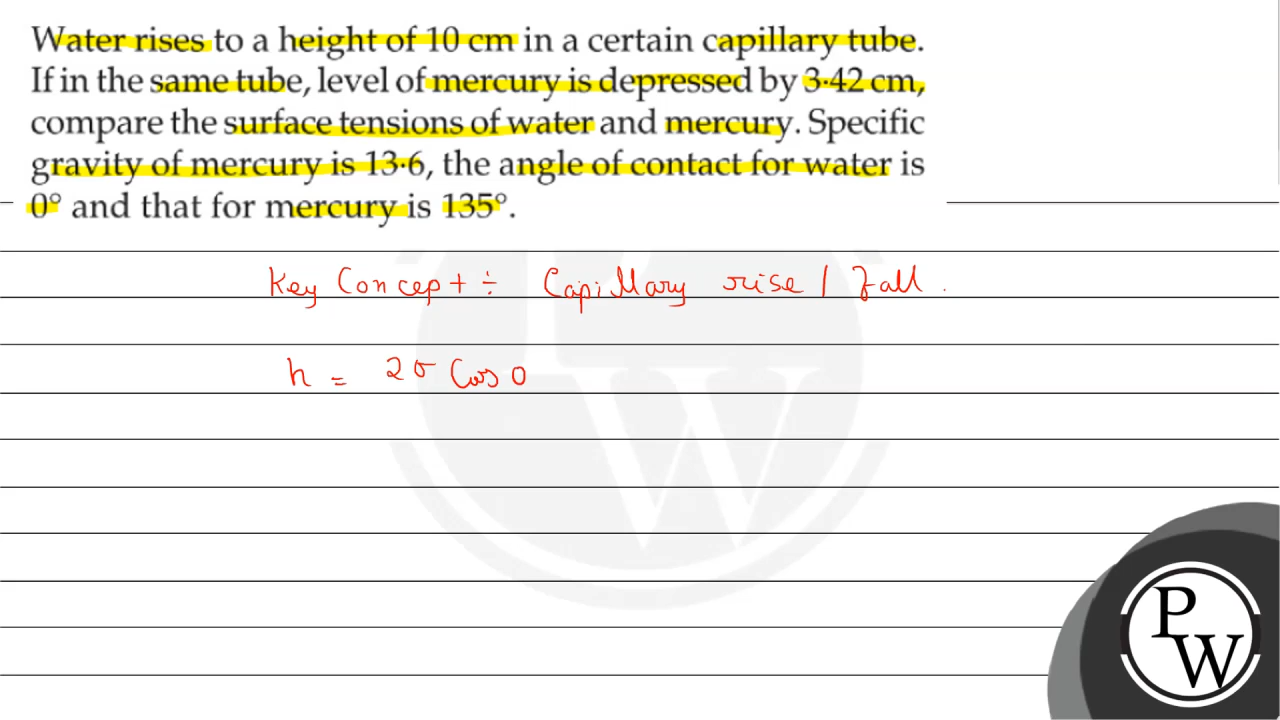 Water rises to a height of 10 cm in a certain capillary tube.
If in the same tube, level of mercury is depressed by 3·42 cm,
compare the surface tensions of water and mercury. Specific
gravity of mercury is 13·6, the angle of contact for water is
0° and that for mercury is 135°.
Key Concept ÷ Capillary rise / fall.
h = 2σ Cos θ
P
W